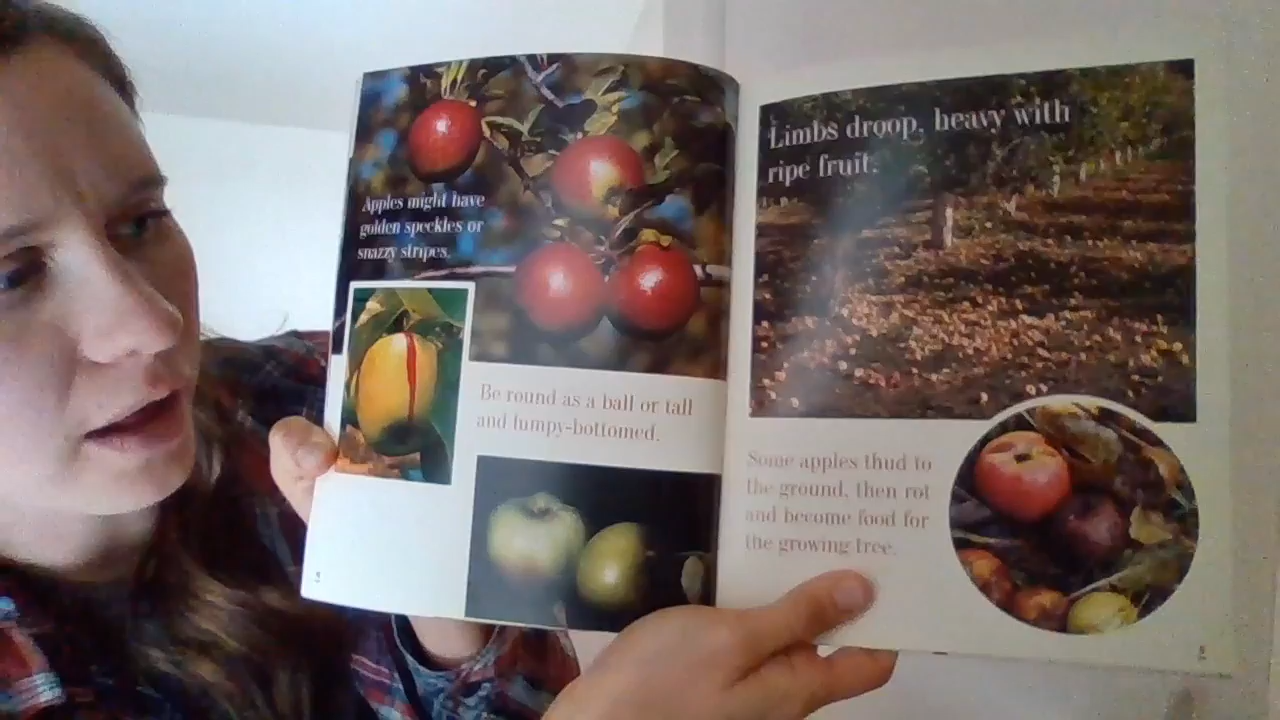 Apples might have
golden speckles or
snazzy stripes.
Be round as a ball or tall
and lumpy-bottomed.
Limbs droop, heavy with
ripe fruit.
Some apples thud to
the ground, then rot
and become food for
the growing tree.